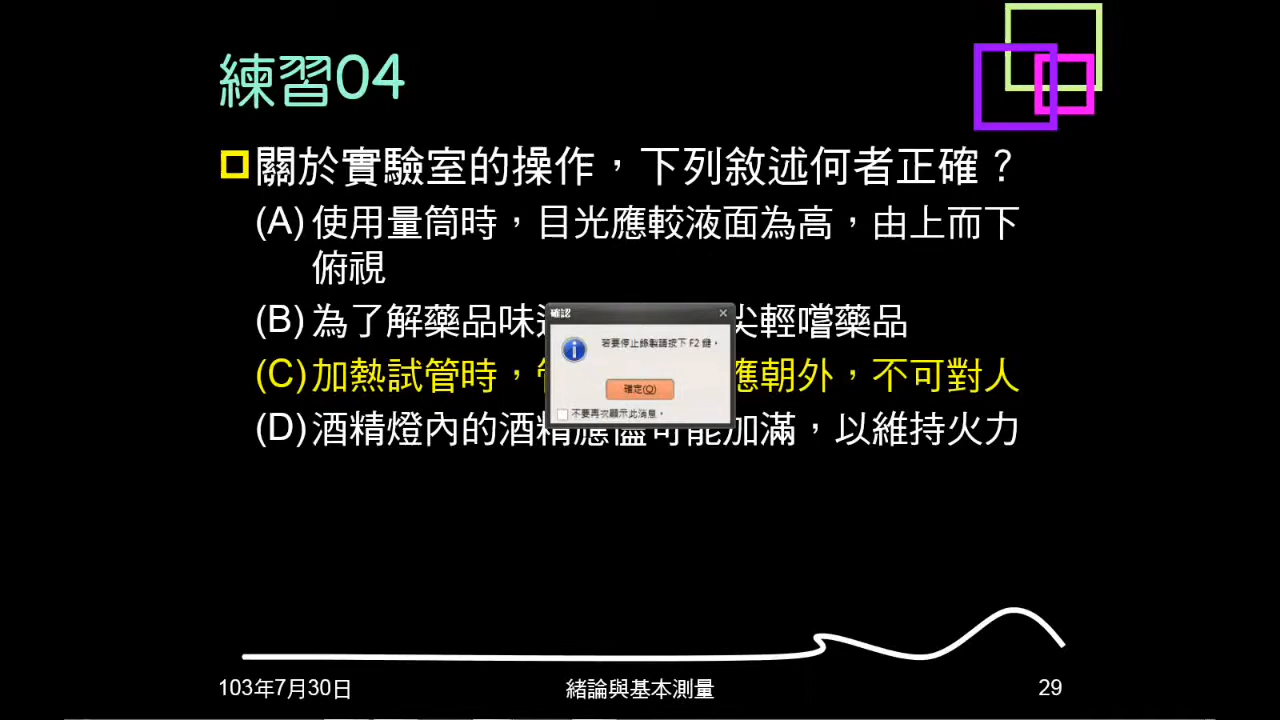 練習04
關於實驗室的操作，下列敘述何者正確？
(A) 使用量筒時，目光應較液面為高，由上而下
俯視
(B) 為了解藥品味 尖輕嚐藥品
(C) 加熱試管時， 應朝外，不可對人
(D) 酒精燈內的酒精應儘可能加滿，以維持火力
確認
若要停止錄製請按下 F2 鍵。
確定(O)
不要再次顯示此消息。
103年7月30日
緒論與基本測量
29